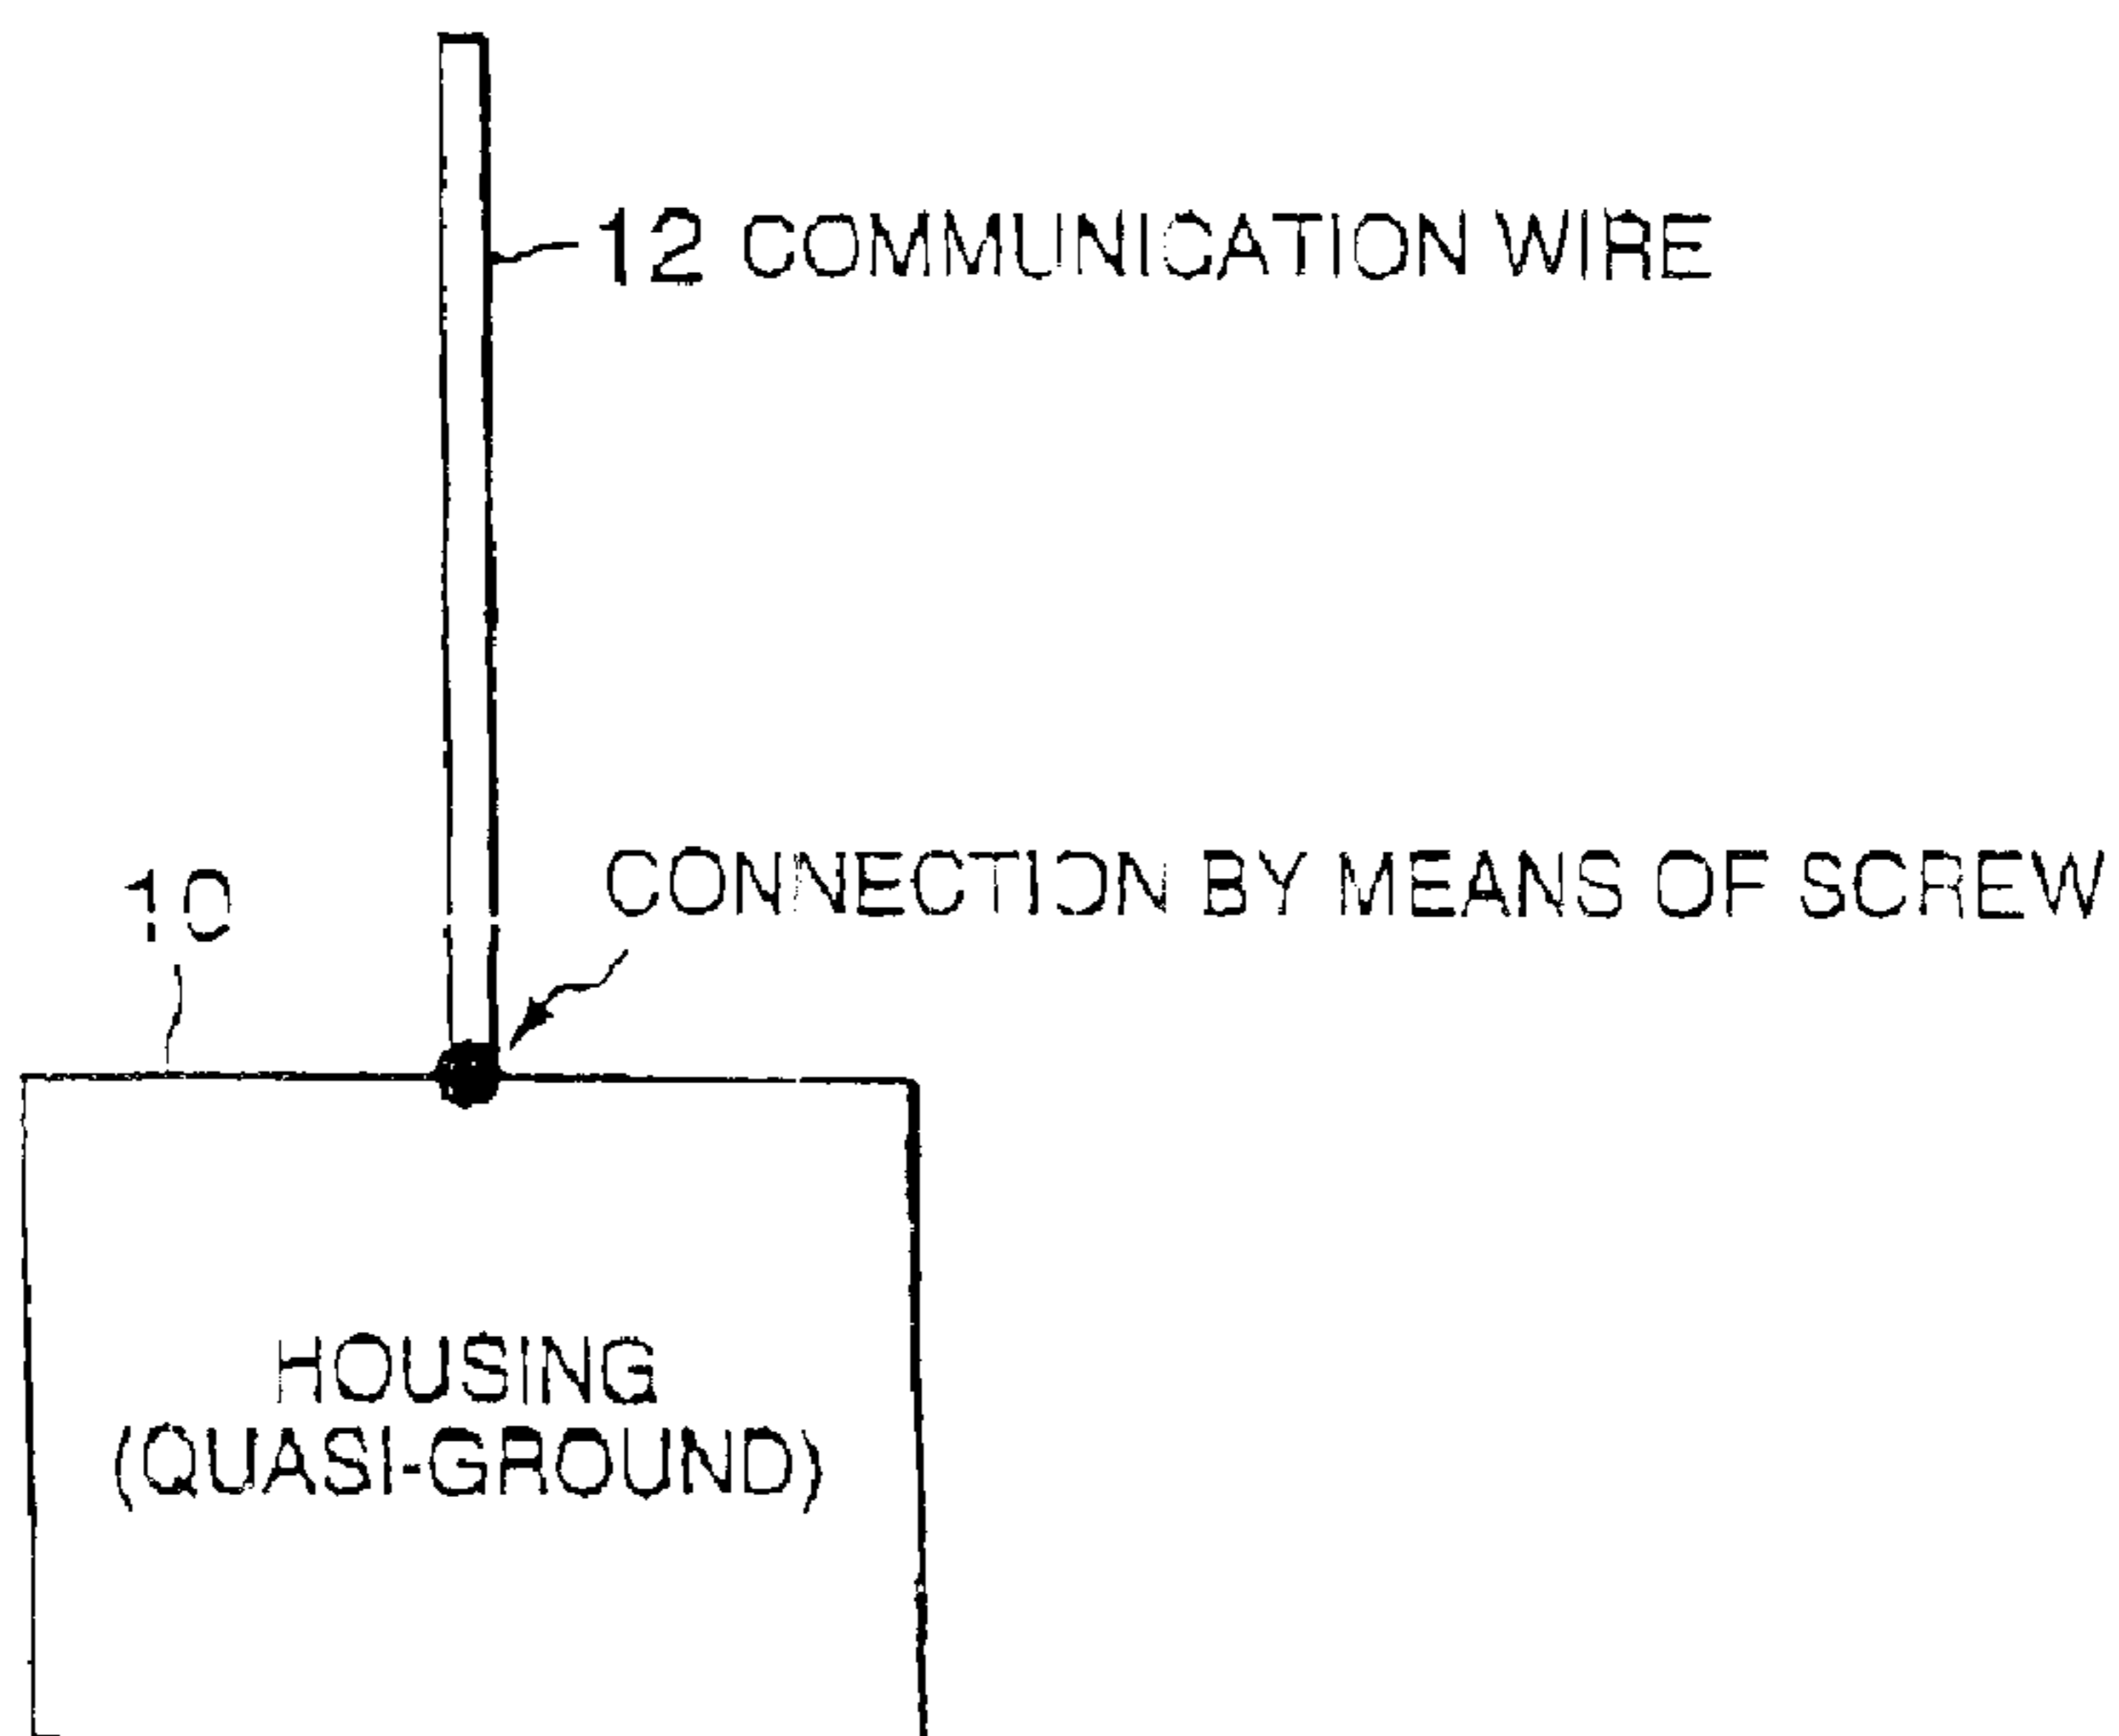 12 COMMUNICATION WIRE
10
CONNECTION BY MEANS OF SCREW
HOUSING
(QUASI-GROUND)